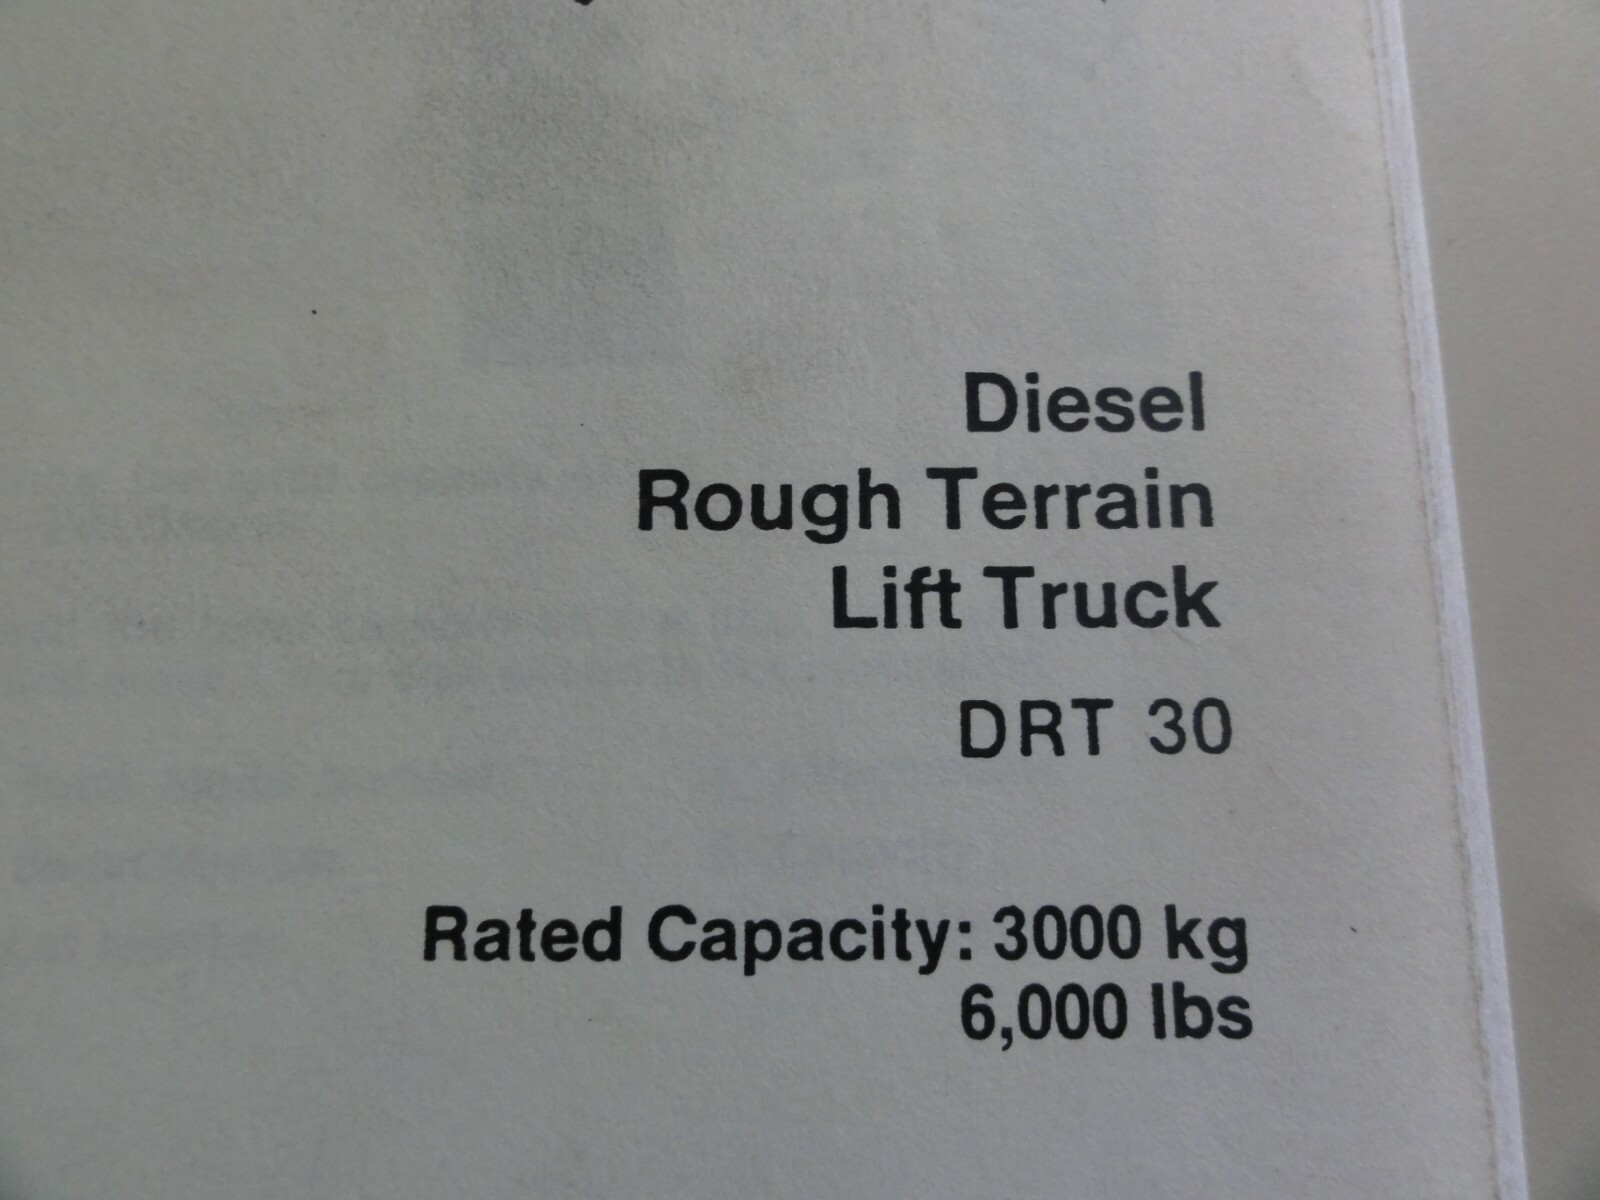 Diesel
Rough Terrain
Lift Truck
DRT 30
Rated Capacity: 3000 kg
6,000 lbs